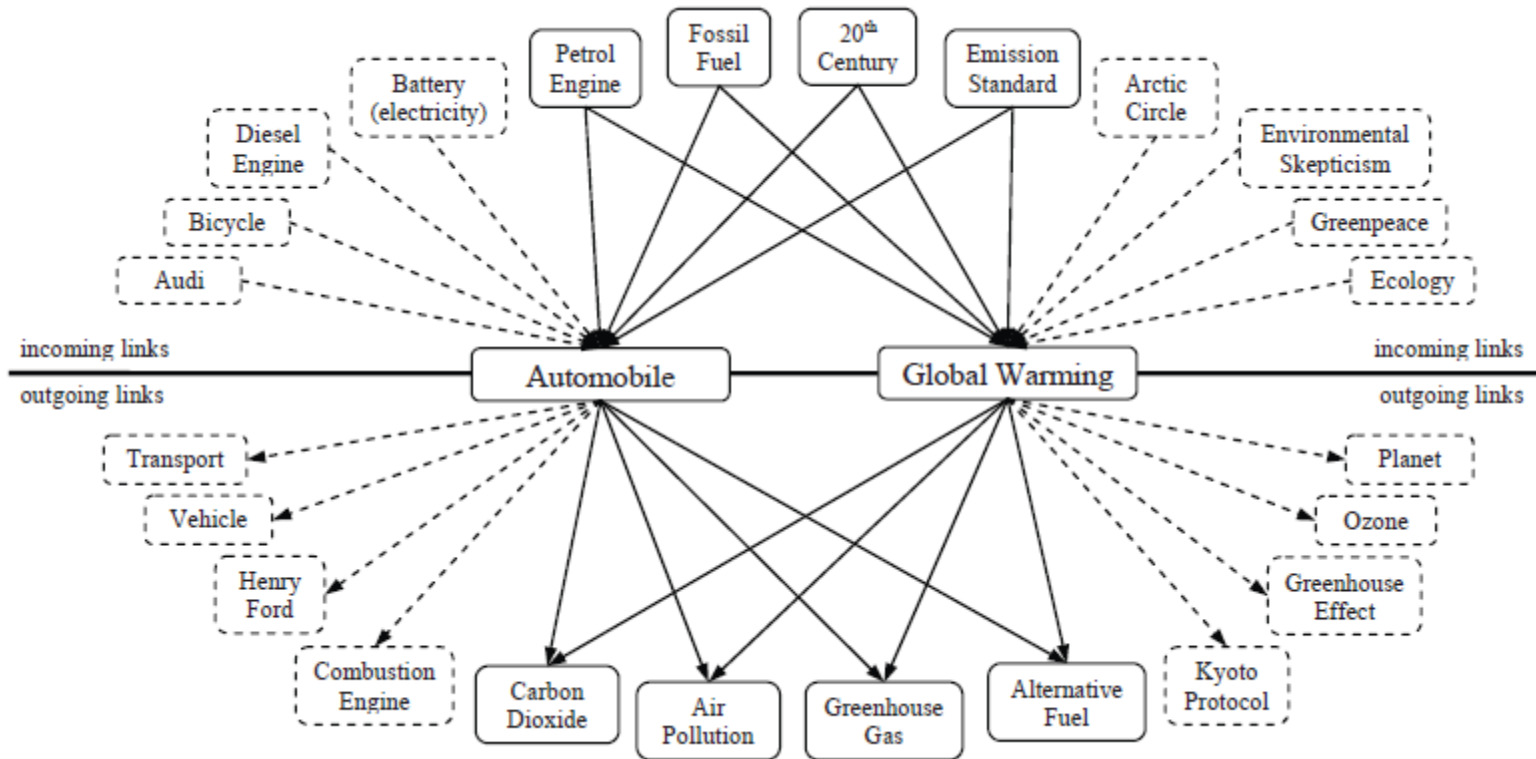 Petrol
Engine
Fossil
Fuel
20th
Century
Emission
Standard
Battery
(electricity)
Arctic
Circle
Diesel
Engine
Environmental
Skepticism
Bicycle
Greenpeace
Audi
Ecology
incoming links
incoming links
Automobile
Global Warming
outgoing links
outgoing links
Transport
Planet
Vehicle
Ozone
Henry
Ford
Greenhouse
Effect
Combustion
Engine
Carbon
Dioxide
Air
Pollution
Greenhouse
Gas
Alternative
Fuel
Kyoto
Protocol